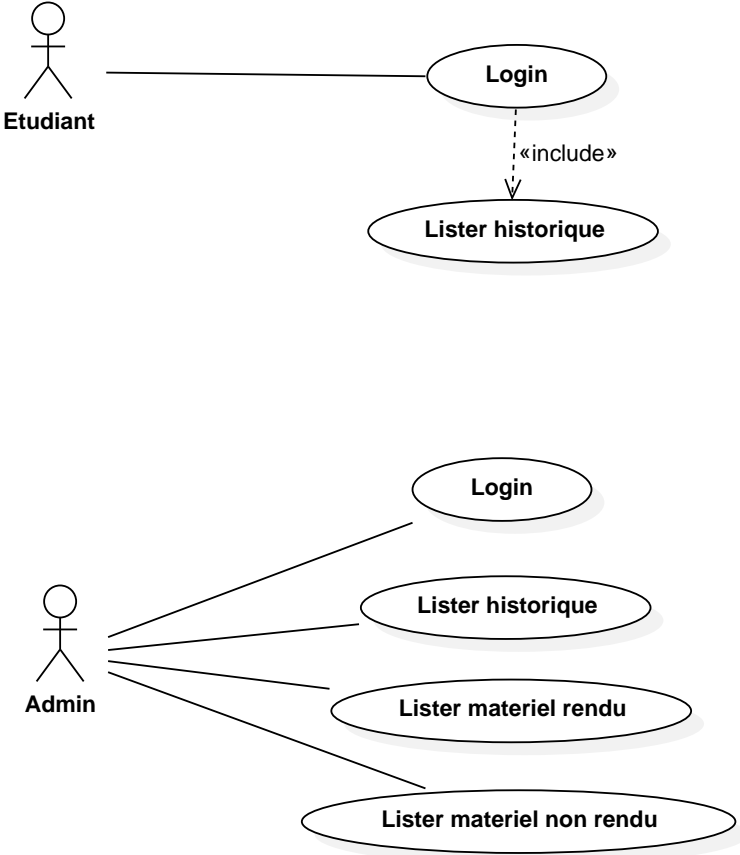 Login
Etudiant
«include»
Lister historique
Login
Lister historique
Admin
Lister materiel rendu
Lister materiel non rendu